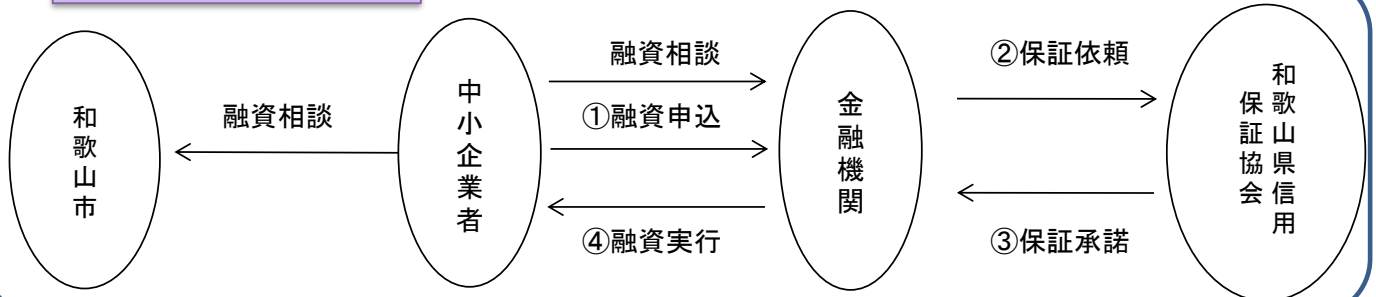 和歌山市
融資相談
中小企業者
融資相談
①融資申込
④融資実行
金融機関
②保証依頼
③保証承諾
和歌山県信用
保証協会